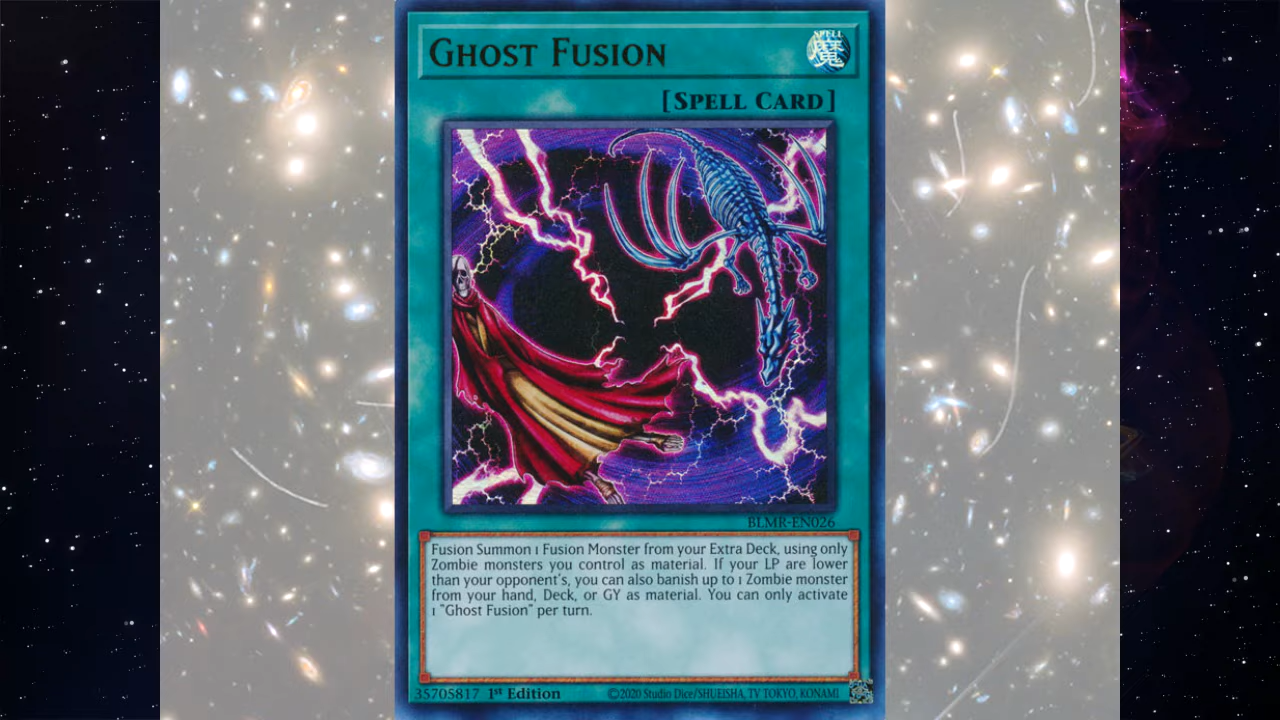 Ghost Fusion
SPELL
魔
[Spell Card]
BLMR-EN026
Fusion Summon 1 Fusion Monster from your Extra Deck, using only
Zombie monsters you control as material. If your LP are lower
than your opponent's, you can also banish up to 1 Zombie monster
from your hand, Deck, or GY as material. You can only activate
1 "Ghost Fusion" per turn.
35705817 1st Edition ©2020 Studio Dice/SHUEISHA, TV TOKYO, KONAMI